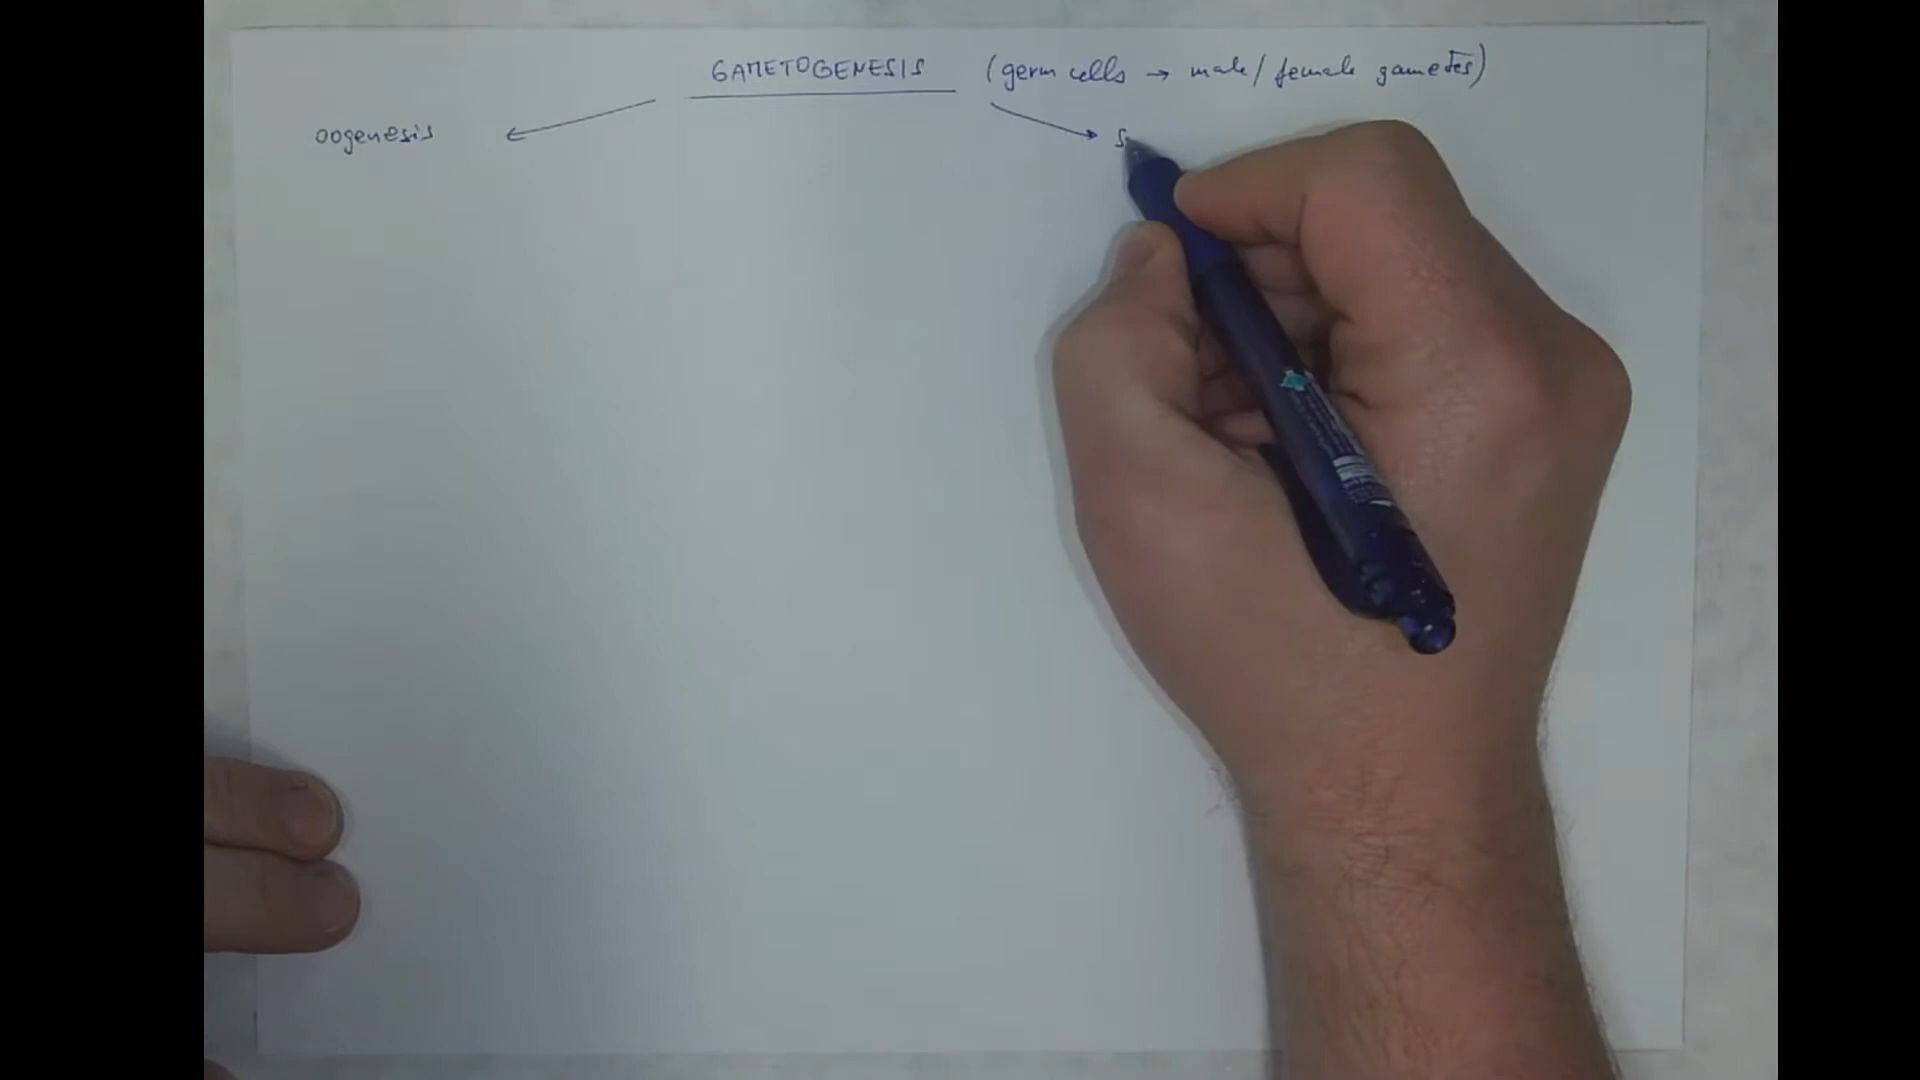 GAMETOGENESIS (germ cells → male/female gametes)
oogenesis ← → s